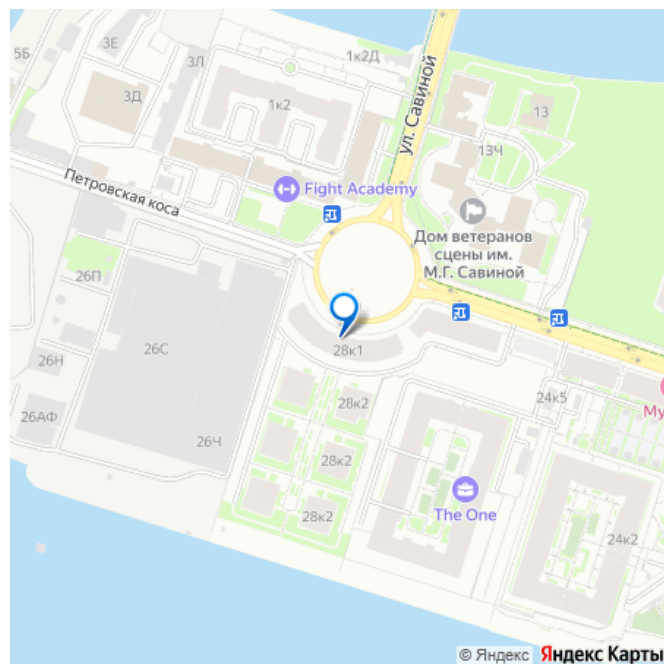 5Б
3Е
3Л
1к2Д
3Д
1к2
ул. Савиной
13
13Ч
Петровская коса
Fight Academy
Дом ветеранов
сцены им.
М.Г. Савиной
26П
26С
28к1
26Н
28к2
24к5
Му
26АФ
26Ч
28к2
The One
28к2
24к2
© Яндекс Яндекс Карты